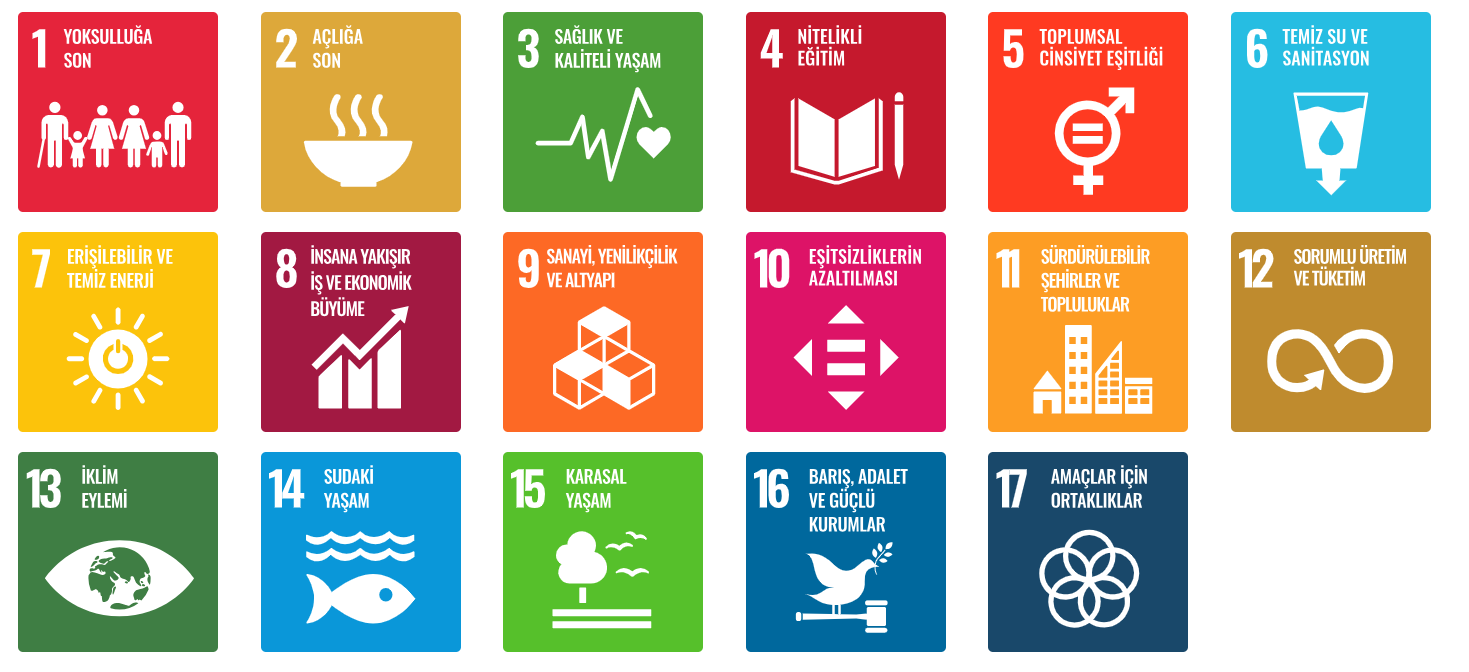 1 YOKSULLUĞA
SON
2 AÇLIĞA
SON
3 SAĞLIK VE
KALİTELİ YAŞAM
4 NİTELİKLİ
EĞİTİM
5 TOPLUMSAL
CİNSİYET EŞİTLİĞİ
6 TEMİZ SU VE
SANİTASYON
7 ERİŞİLEBİLİR VE
TEMİZ ENERJİ
8 İNSANA YAKIŞIR
İŞ VE EKONOMİK
BÜYÜME
9 SANAYİ, YENİLİKÇİLİK
VE ALTYAPI
10 EŞİTSİZLİKLERİN
AZALTILMASI
11 SÜRDÜRÜLEBİLİR
ŞEHİRLER VE
TOPLULUKLAR
12 SORUMLU ÜRETİM
VE TÜKETİM
13 İKLİM
EYLEMİ
14 SUDAKİ
YAŞAM
15 KARASAL
YAŞAM
16 BARIŞ, ADALET
VE GÜÇLÜ
KURUMLAR
17 AMAÇLAR İÇİN
ORTAKLIKLAR